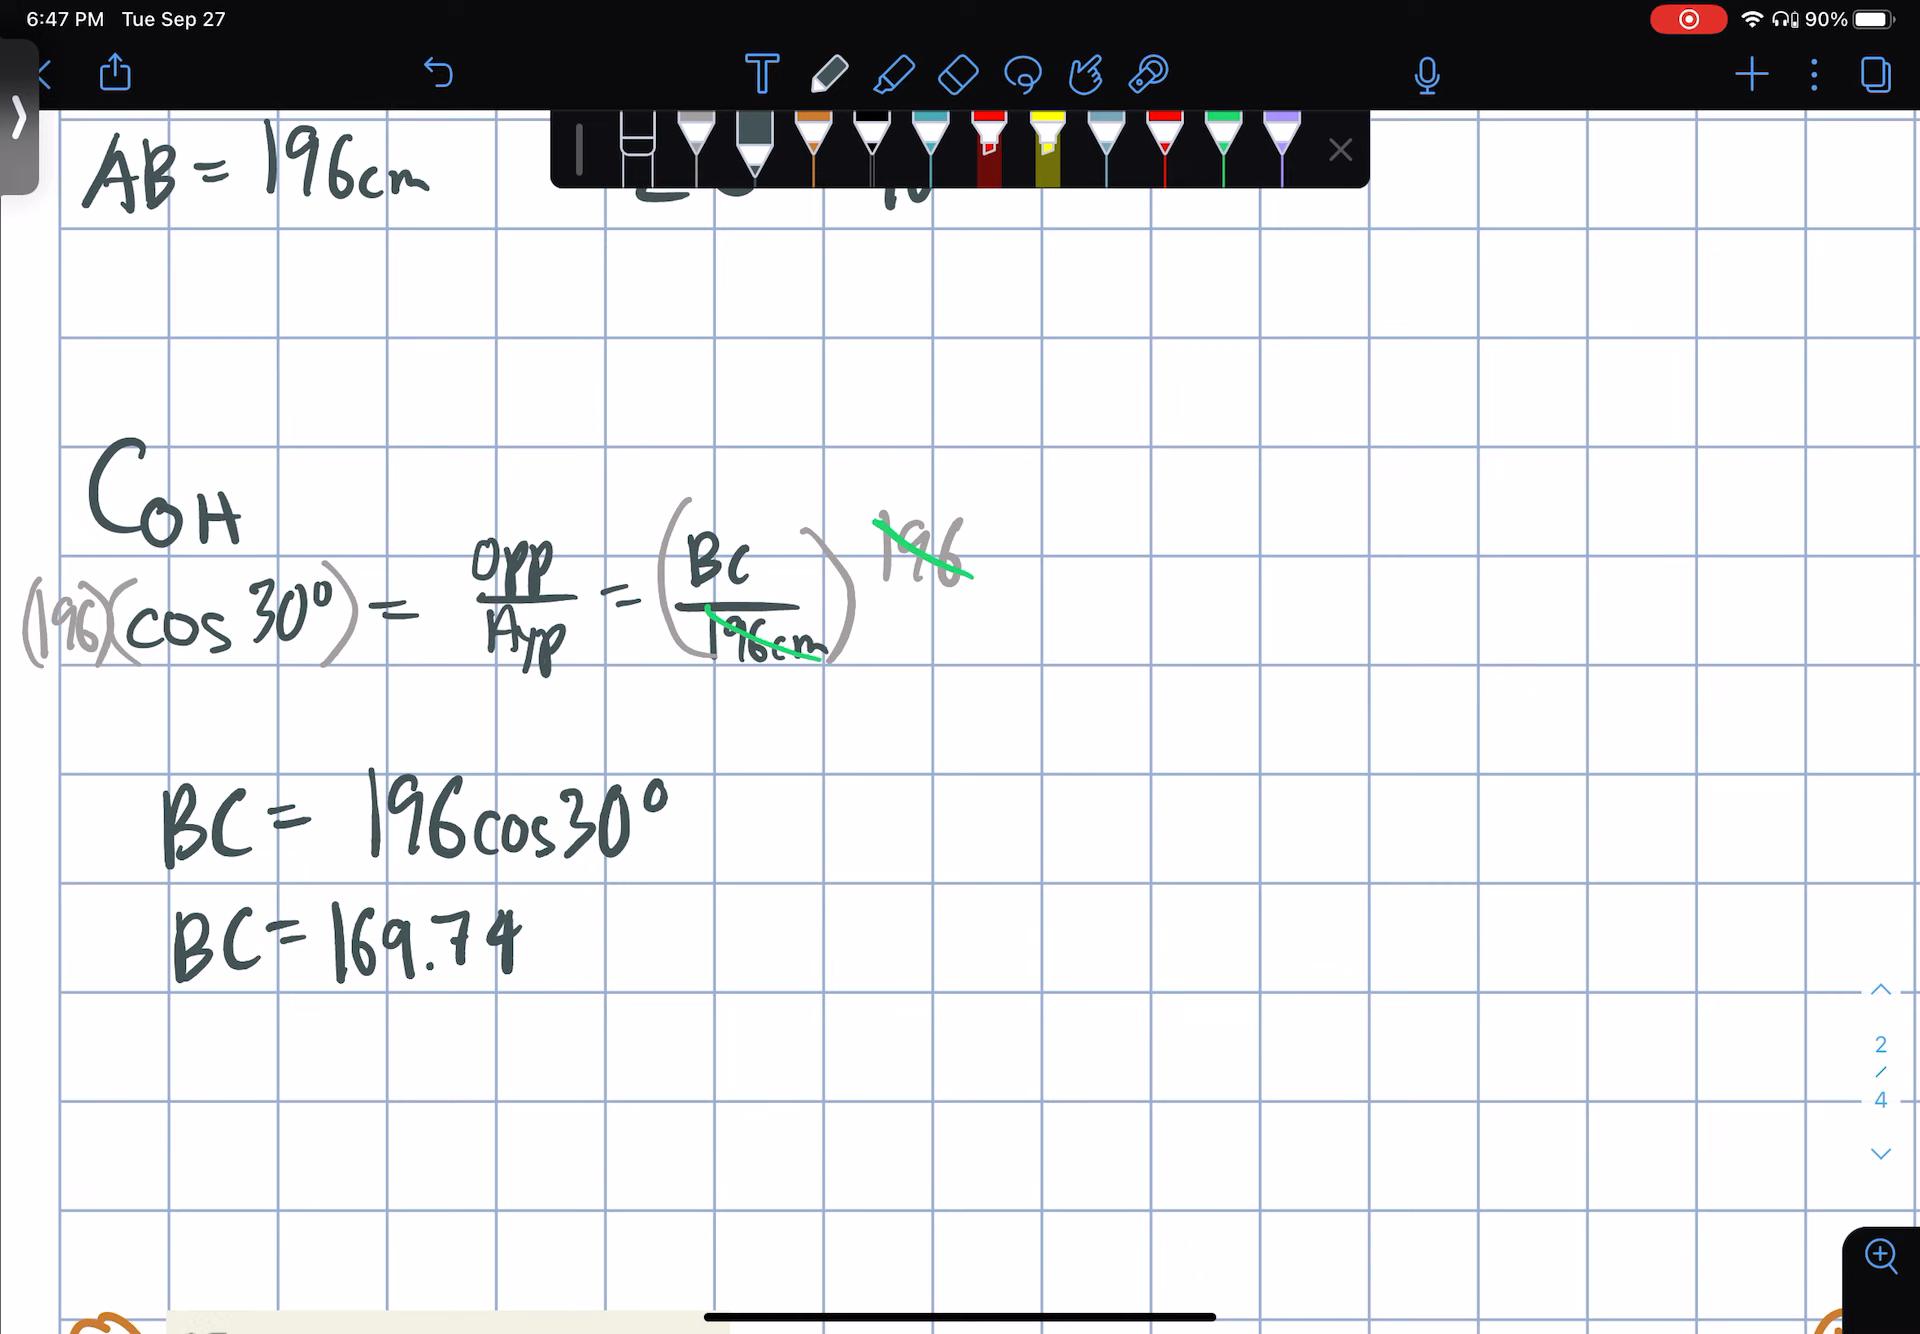 6:47 PM Tue Sep 27
90%
AB = 196cm
COH
(196)(cos 30°) = Opp/Hyp = (BC/196cm) 196
BC = 196cos30°
BC = 169.74
2
/
4